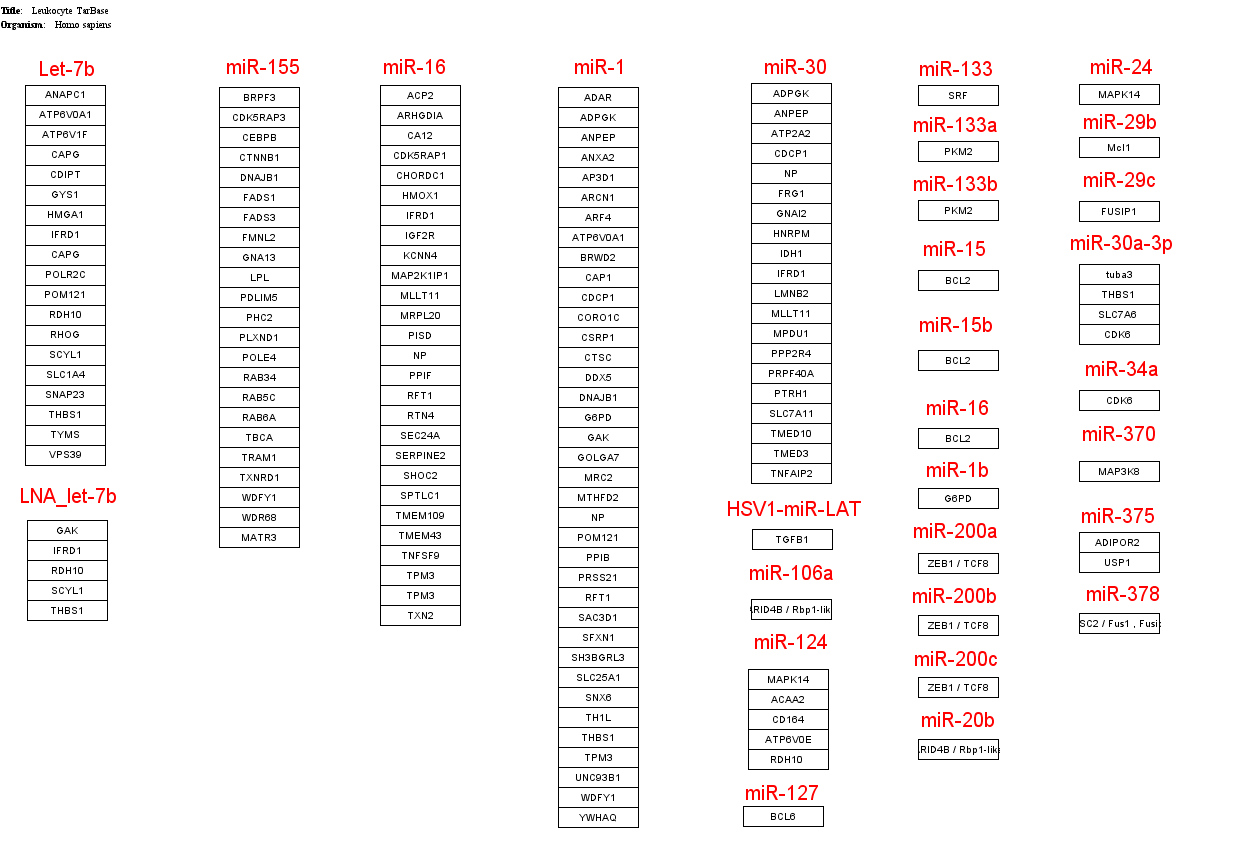 Title: Leukocyte TarBase
Organism: Homo sapiens
Let-7b
ANAPC1
ATP6V0A1
ATP6V1F
CAPG
CDIPT
GYS1
HMGA1
IFRD1
CAPG
POLR2C
POM121
RDH10
RHOG
SCYL1
SLC1A4
SNAP23
THBS1
TYMS
VPS39
LNA_let-7b
GAK
IFRD1
RDH10
SCYL1
THBS1
miR-155
BRPF3
CDK5RAP3
CEBPB
CTNNB1
DNAJB1
FADS1
FADS3
FMNL2
GNA13
LPL
PDLIM5
PHC2
PLXND1
POLE4
RAB34
RAB5C
RAB6A
TBCA
TRAM1
TXNRD1
WDFY1
WDR68
MATR3
miR-16
ACP2
ARHGDIA
CA12
CDK5RAP1
CHORDC1
HMOX1
IFRD1
IGF2R
KCNN4
MAP2K1IP1
MLLT11
MRPL20
PISD
NP
PPIF
RFT1
RTN4
SEC24A
SERPINE2
SHOC2
SPTLC1
TMEM109
TMEM43
TNFSF9
TPM3
TPM3
TXN2
miR-1
ADAR
ADPGK
ANPEP
ANXA2
AP3D1
ARCN1
ARF4
ATP6V0A1
BRWD2
CAP1
CDCP1
CORO1C
CSRP1
CTSC
DDX5
DNAJB1
G6PD
GAK
GOLGA7
MRC2
MTHFD2
NP
POM121
PPIB
PRSS21
RFT1
SAC3D1
SFXN1
SH3BGRL3
SLC25A1
SNX6
TH1L
THBS1
TPM3
UNC93B1
WDFY1
YWHAQ
miR-30
ADPGK
ANPEP
ATP2A2
CDCP1
NP
FRG1
GNAI2
HNRPM
IDH1
IFRD1
LMNB2
MLLT11
MPDU1
PPP2R4
PRPF40A
PTRH1
SLC7A11
TMED10
TMED3
TNFAIP2
HSV1-miR-LAT
TGFB1
miR-106a
RID4B / Rbp1-lik
miR-124
MAPK14
ACAA2
CD164
ATP6V0E
RDH10
miR-127
BCL6
miR-133
SRF
miR-133a
PKM2
miR-133b
PKM2
miR-15
BCL2
miR-15b
BCL2
miR-16
BCL2
miR-1b
G6PD
miR-200a
ZEB1 / TCF8
miR-200b
ZEB1 / TCF8
miR-200c
ZEB1 / TCF8
miR-20b
RID4B / Rbp1-lik
miR-24
MAPK14
miR-29b
Mcl1
miR-29c
FUSIP1
miR-30a-3p
tuba3
THBS1
SLC7A6
CDK6
miR-34a
CDK6
miR-370
MAP3K8
miR-375
ADIPOR2
USP1
miR-378
SC2 / Fus1 , Fusi